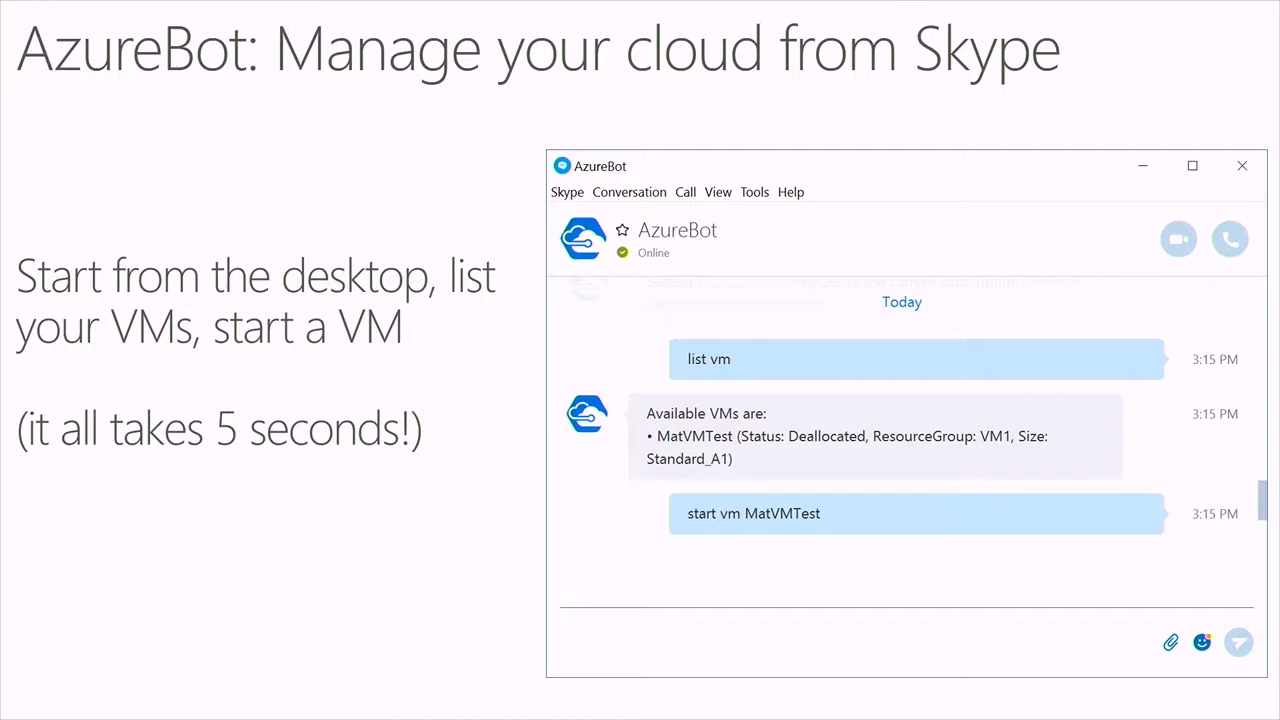 AzureBot: Manage your cloud from Skype
Start from the desktop, list
your VMs, start a VM
(it all takes 5 seconds!)
AzureBot
Skype Conversation Call View Tools Help
AzureBot
Online
Today
list vm
3:15 PM
Available VMs are:
3:15 PM
• MatVMTest (Status: Deallocated, ResourceGroup: VM1, Size:
Standard_A1)
start vm MatVMTest
3:15 PM